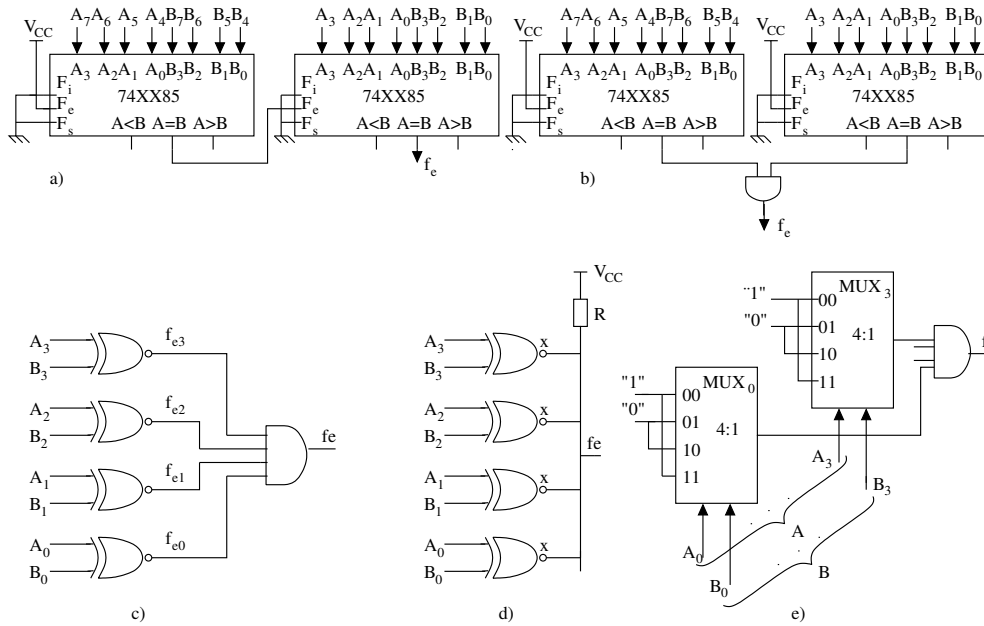 A7A6 A5 A4B7B6 B5B4 A3 A2A1 A0B3B2 B1B0 A7A6 A5 A4B7B6 B5B4 A3 A2A1 A0B3B2 B1B0
VCC VCC VCC
A3 A2A1 A0B3B2 B1B0 A3 A2A1 A0B3B2 B1B0 A3 A2A1 A0B3B2 B1B0 A3 A2A1 A0B3B2 B1B0
Fi Fi Fi Fi
74XX85 74XX85 74XX85 74XX85
Fe Fe Fe Fe
Fs A<B A=B A>B Fs A<B A=B A>B Fs A<B A=B A>B Fs A<B A=B A>B
a) fe b)
fe
A3
B3
fe3
A2
B2
fe2
A1
B1
fe1
A0
B0
fe0
fe
c)
VCC
R
A3
B3
x
A2
B2
x
A1
B1
x
A0
B0
x
fe
d)
"1"
"0"
00
01
10
11
MUX3
4:1
f
"1"
"0"
00
01
10
11
MUX0
4:1
A3
B3
A0
A
B0
B
e)